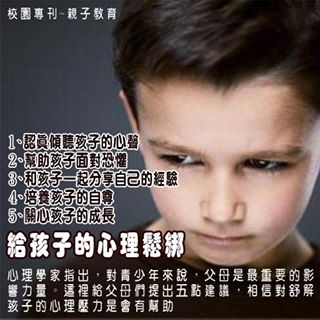 校園專刊~親子教育
1、認真傾聽孩子的心聲
2、幫助孩子面對恐懼
3、和孩子一起分享自己的經驗
4、培養孩子的自尊
5、關心孩子的成長
給孩子的心理鬆綁
心理學家指出，對青少年來說，父母是最重要的影
響力量。這裡給父母們提出五點建議，相信對舒解
孩子的心理壓力是會有幫助